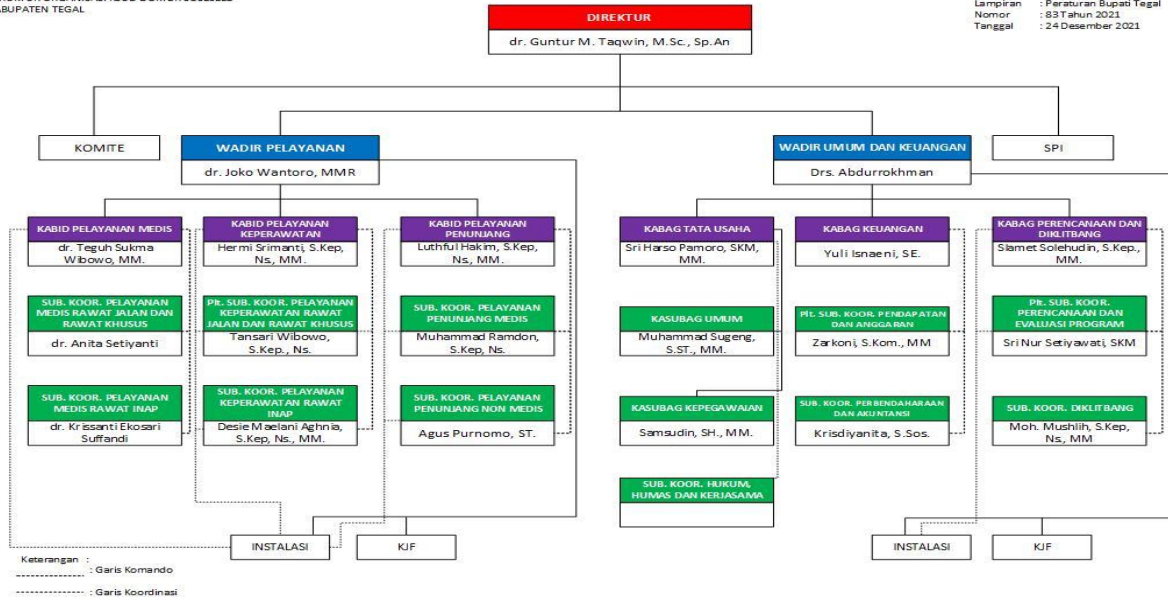 ABUPATEN TEGAL
Lampiran : Peraturan Bupati Tegal
Nomor : 83 Tahun 2021
Tanggal : 24 Desember 2021
DIREKTUR
dr. Guntur M. Taqwin, M.Sc., Sp.An
KOMITE
WADIR PELAYANAN
dr. Joko Wantoro, MMR
WADIR UMUM DAN KEUANGAN
Drs. Abdurrokhman
SPI
KABID PELAYANAN MEDIS
dr. Teguh Sukma
Wibowo, MM.
KABID PELAYANAN
KEPERAWATAN
Hermi Srimanti, S.Kep,
Ns., MM.
KABID PELAYANAN
PENUNJANG
Luthful Hakim, S.Kep,
Ns., MM.
KABAG TATA USAHA
Sri Harso Pamoro, SKM,
MM.
KABAG KEUANGAN
Yuli Isnaeni, SE.
KABAG PERENCANAAN DAN
DIKLITBANG
Slamet Solehudin, S.Kep.,
MM.
SUB. KOOR. PELAYANAN
MEDIS RAWAT JALAN DAN
RAWAT KHUSUS
dr. Anita Setiyanti
Plt. SUB. KOOR. PELAYANAN
KEPERAWATAN RAWAT
JALAN DAN RAWAT KHUSUS
Tansari Wibowo,
S.Kep., Ns.
SUB. KOOR. PELAYANAN
PENUNJANG MEDIS
Muhammad Ramdon,
S.Kep, Ns.
KASUBAG UMUM
Muhammad Sugeng,
S.ST., MM.
Plt. SUB. KOOR. PENDAPATAN
DAN ANGGARAN
Zarkoni, S.Kom., MM
Plt. SUB. KOOR.
PERENCANAAN DAN
EVALUASI PROGRAM
Sri Nur Setiyawati, SKM
SUB. KOOR. PELAYANAN
MEDIS RAWAT INAP
dr. Krissanti Ekosari
Suffandi
SUB. KOOR. PELAYANAN
KEPERAWATAN RAWAT
INAP
Desie Maelani Aghnia,
S.Kep, Ns., MM.
SUB. KOOR. PELAYANAN
PENUNJANG NON MEDIS
Agus Purnomo, ST.
KASUBAG KEPEGAWAIAN
Samsudin, SH., MM.
SUB. KOOR. PERBENDAHARAAN
DAN AKUNTANSI
Krisdiyanita, S.Sos.
SUB. KOOR. DIKLITBANG
Moh. Mushlih, S.Kep,
Ns., MM
SUB. KOOR. HUKUM,
HUMAS DAN KERJASAMA
INSTALASI
KJF
INSTALASI
KJF
Keterangan :
: Garis Komando
: Garis Koordinasi